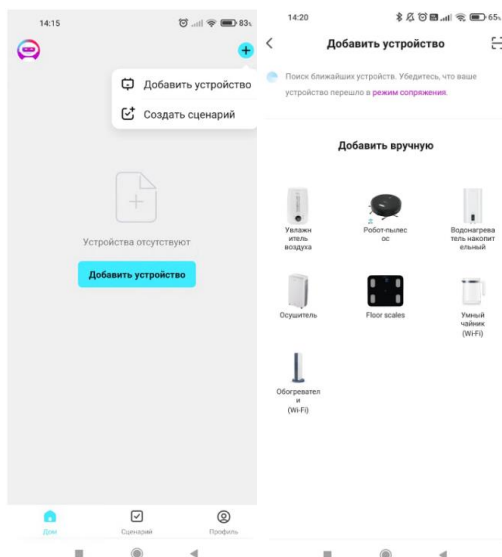 14:15
83%
Добавить устройство
Создать сценарий
Устройства отсутствуют
Добавить устройство
Дом
Сценарий
Профиль
14:20
65%
Добавить устройство
Поиск ближайших устройств. Убедитесь, что ваше
устройство перешло в режим сопряжения.
Добавить вручную
Увлажн
итель
воздуха
Робот-пылес
ос
Водонагрева
тель накопит
ельный
Осушитель
Floor scales
Умный
чайник
(Wi-Fi)
Обогревател
и
(Wi-Fi)